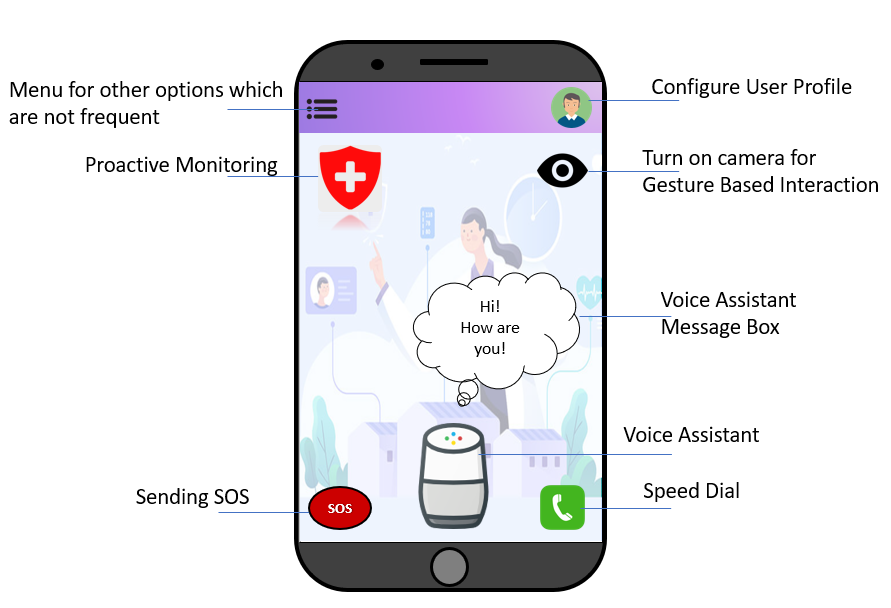 Menu for other options which
are not frequent
Configure User Profile
Proactive Monitoring
Turn on camera for
Gesture Based Interaction
Hi!
How are
you!
Voice Assistant
Message Box
Voice Assistant
Sending SOS
SOS
Speed Dial